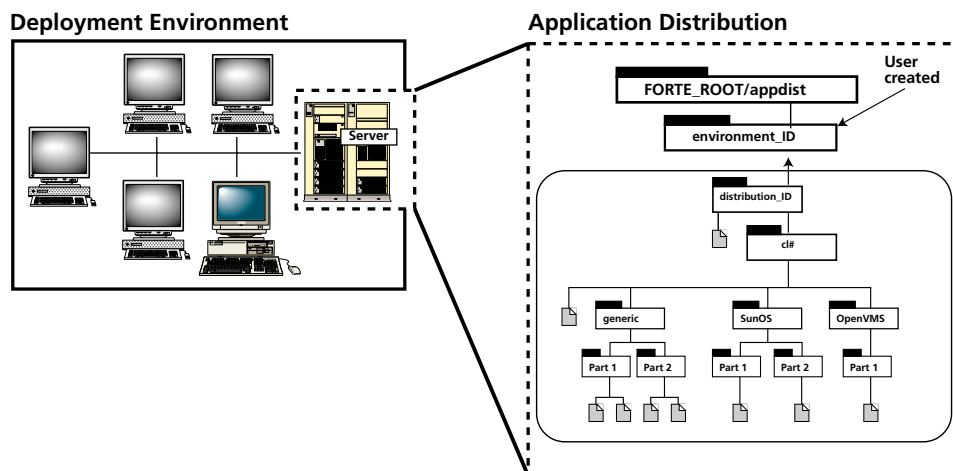 Deployment Environment
Server
Application Distribution
User
created
FORTE_ROOT/appdist
environment_ID
distribution_ID
cl#
generic
SunOS
OpenVMS
Part 1
Part 2
Part 1
Part 2
Part 1